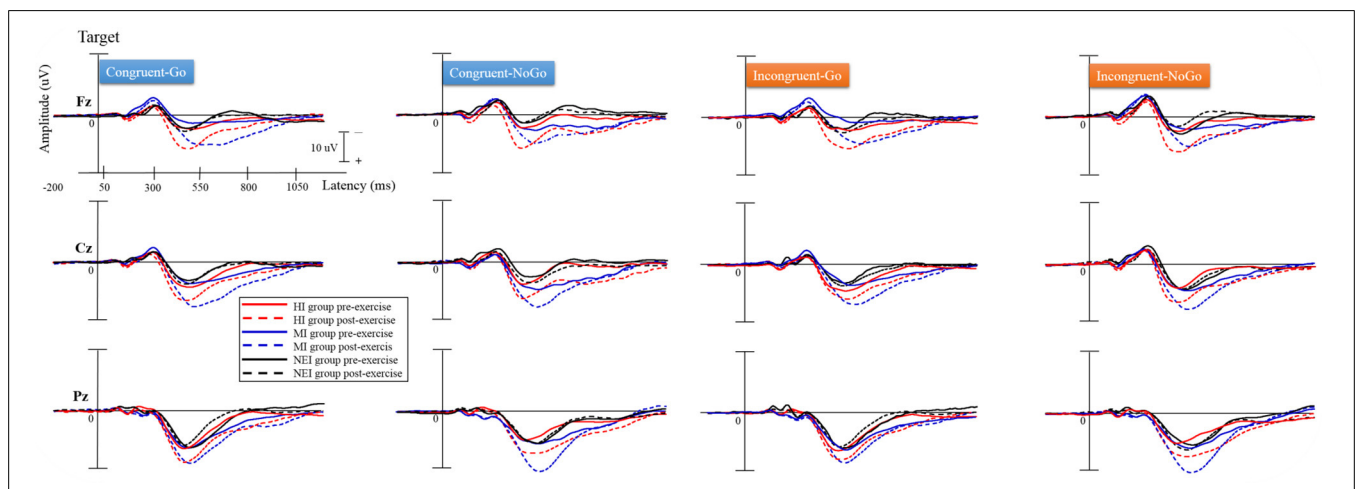 Target
Amplitude (uV)
Congruent-Go
Congruent-NoGo
Incongruent-Go
Incongruent-NoGo
Fz
0
0
0
0
10 uV
−
+
-200
50
300
550
800
1050
Latency (ms)
Cz
0
0
0
0
HI group pre-exercise
HI group post-exercise
MI group pre-exercise
MI group post-exercis
NEI group pre-exercise
NEI group post-exercise
Pz
0
0
0
0